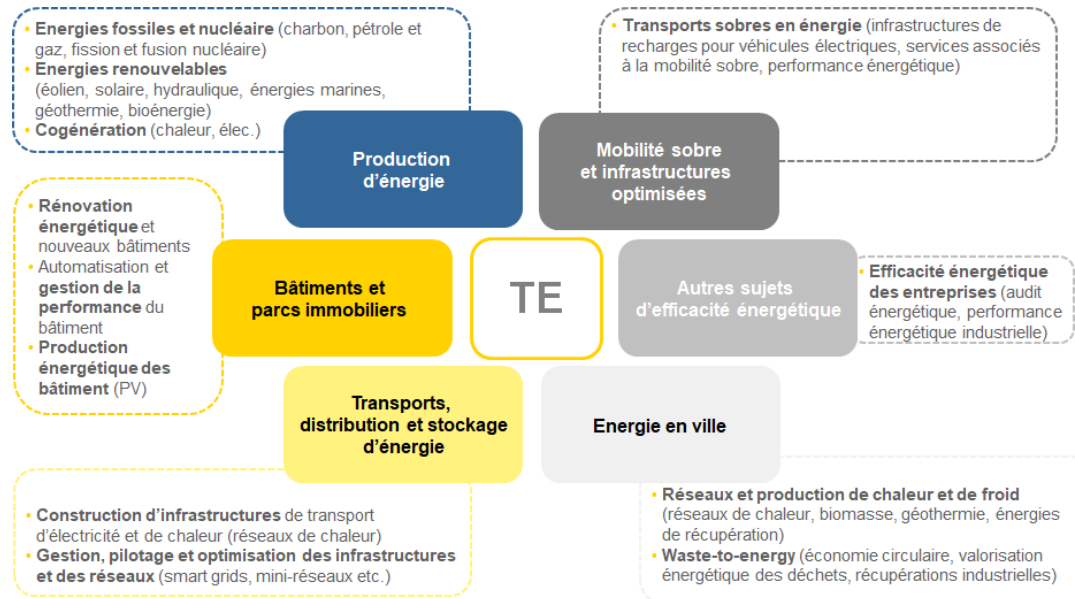 • Energies fossiles et nucléaire (charbon, pétrole et
gaz, fission et fusion nucléaire)
• Energies renouvelables
(éolien, solaire, hydraulique, énergies marines,
géothermie, bioénergie)
• Cogénération (chaleur, élec.)
• Transports sobres en énergie (infrastructures de
recharges pour véhicules électriques, services associés
à la mobilité sobre, performance énergétique)
Production
d’énergie
Mobilité sobre
et infrastructures
optimisées
• Rénovation
énergétique et
nouveaux bâtiments
• Automatisation et
gestion de la
performance du
bâtiment
• Production
énergétique des
bâtiment (PV)
Bâtiments et
parcs immobiliers
TE
Autres sujets
d’efficacité énergétique
• Efficacité énergétique
des entreprises (audit
énergétique, performance
énergétique industrielle)
Transports,
distribution et stockage
d’énergie
Energie en ville
• Construction d’infrastructures de transport
d’électricité et de chaleur (réseaux de chaleur)
• Gestion, pilotage et optimisation des infrastructures
et des réseaux (smart grids, mini-réseaux etc.)
• Réseaux et production de chaleur et de froid
(réseaux de chaleur, biomasse, géothermie, énergies
de récupération)
• Waste-to-energy (économie circulaire, valorisation
énergétique des déchets, récupérations industrielles)